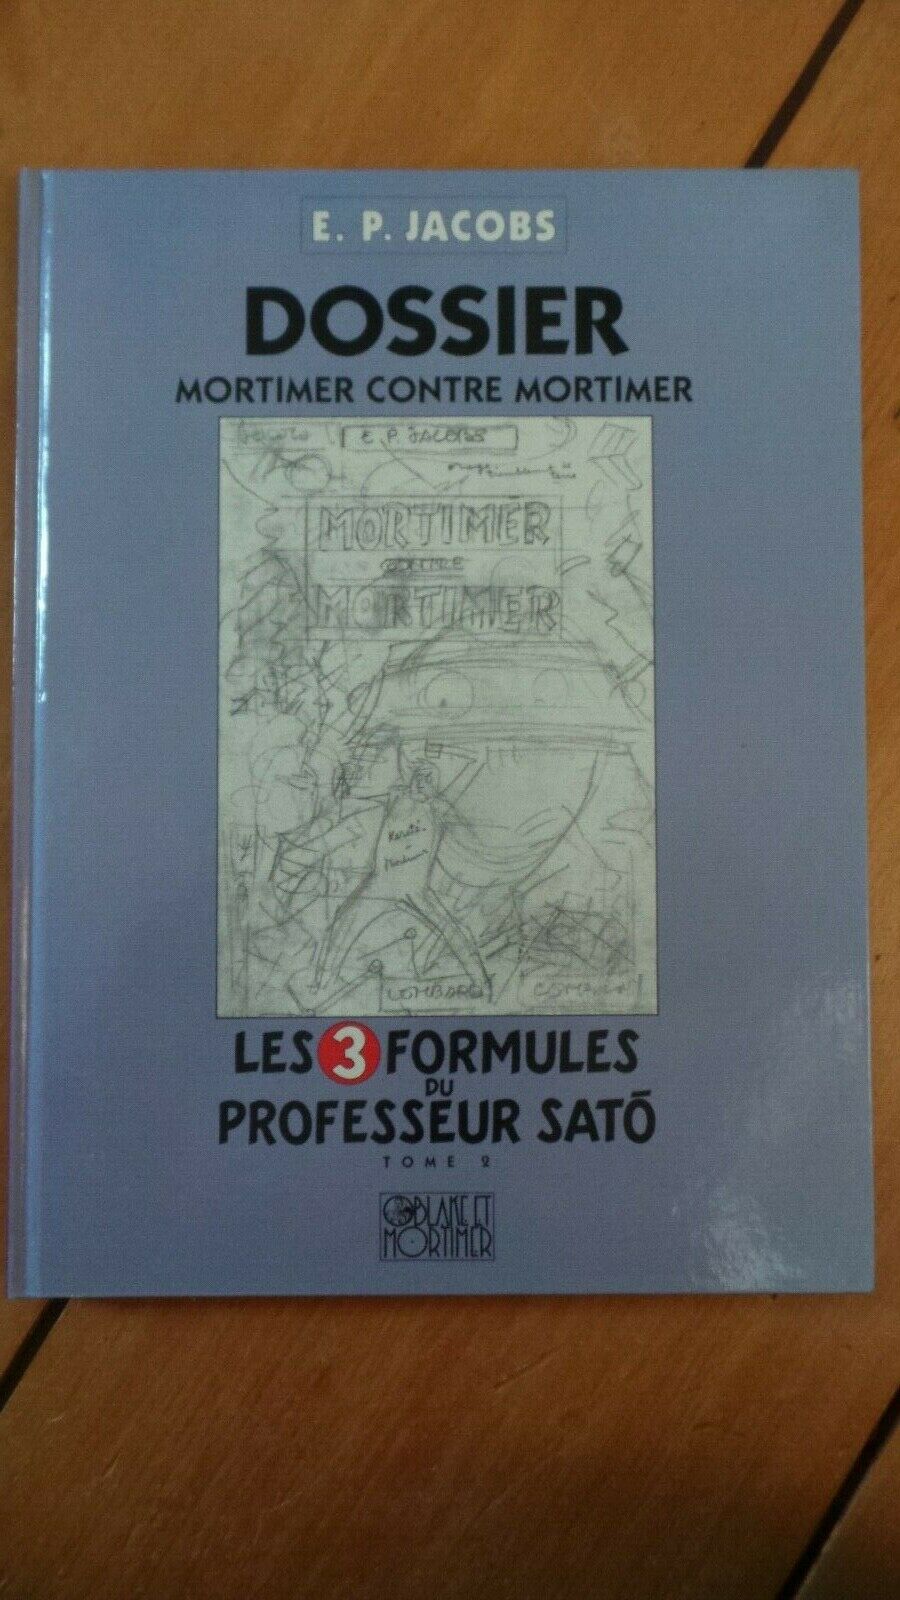 E. P. JACOBS
DOSSIER
MORTIMER CONTRE MORTIMER
E. P. JACOBS
MORTIMER
CONTRE
MORTIMER
LOMBARD
LES 3 FORMULES
DU
PROFESSEUR SATŌ
TOME 2
BLAKE ET
MORTIMER